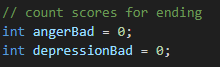 // count scores for ending
int angerBad = 0;
int depressionBad = 0;